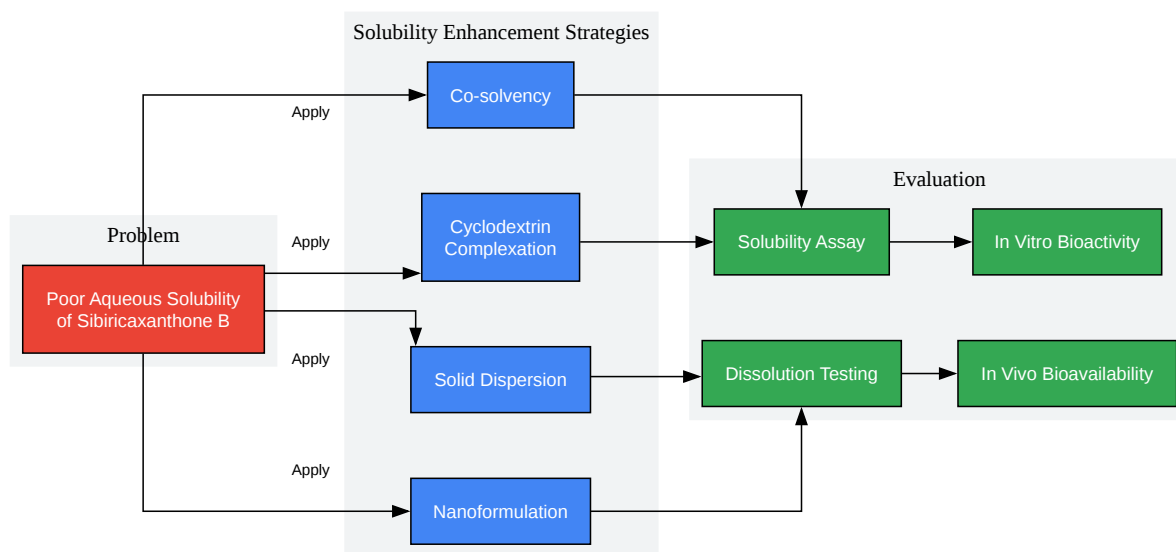 Solubility Enhancement Strategies
Co-solvency
Apply
Evaluation
Problem
Apply
Cyclodextrin
Complexation
Solubility Assay
In Vitro Bioactivity
Poor Aqueous Solubility
of Sibiricaxanthone B
Apply
Solid Dispersion
Dissolution Testing
In Vivo Bioavailability
Apply
Nanoformulation